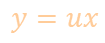 y = ux